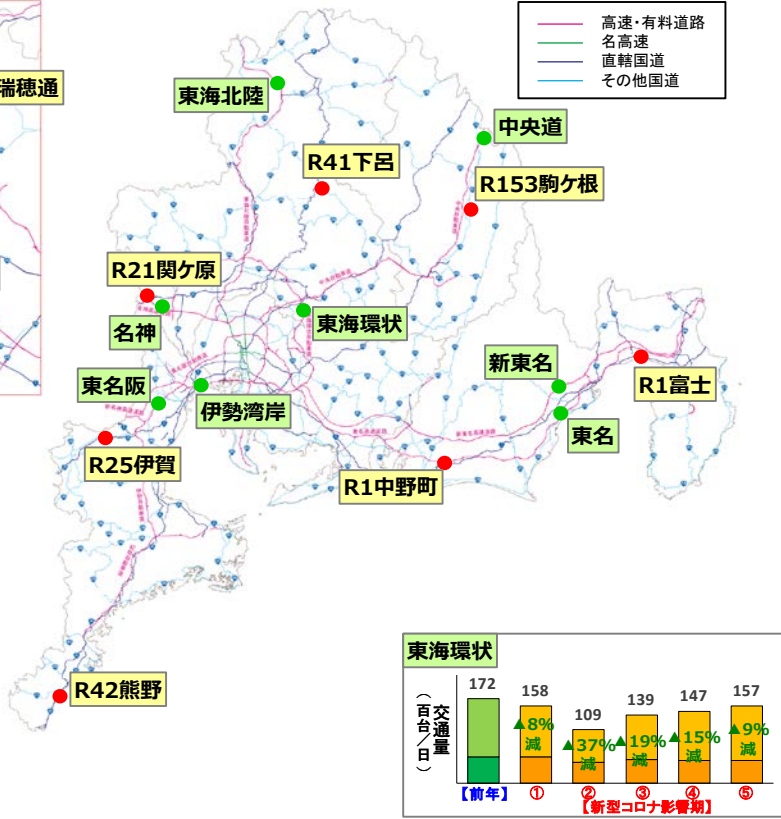 高速・有料道路
名高速
直轄国道
その他国道
瑞穂通
東海北陸
中央道
R41下呂
R153駒ケ根
R21関ケ原
名神
東海環状
東名阪
伊勢湾岸
新東名
R1富士
東名
R25伊賀
R1中野町
R42熊野
東海環状
交通量
（百台／日）
172
158
109
139
147
157
▲8%
減
▲37%
減
▲19%
減
▲15%
減
▲9%
減
【前年】
①
②
③
④
⑤
【新型コロナ影響期】